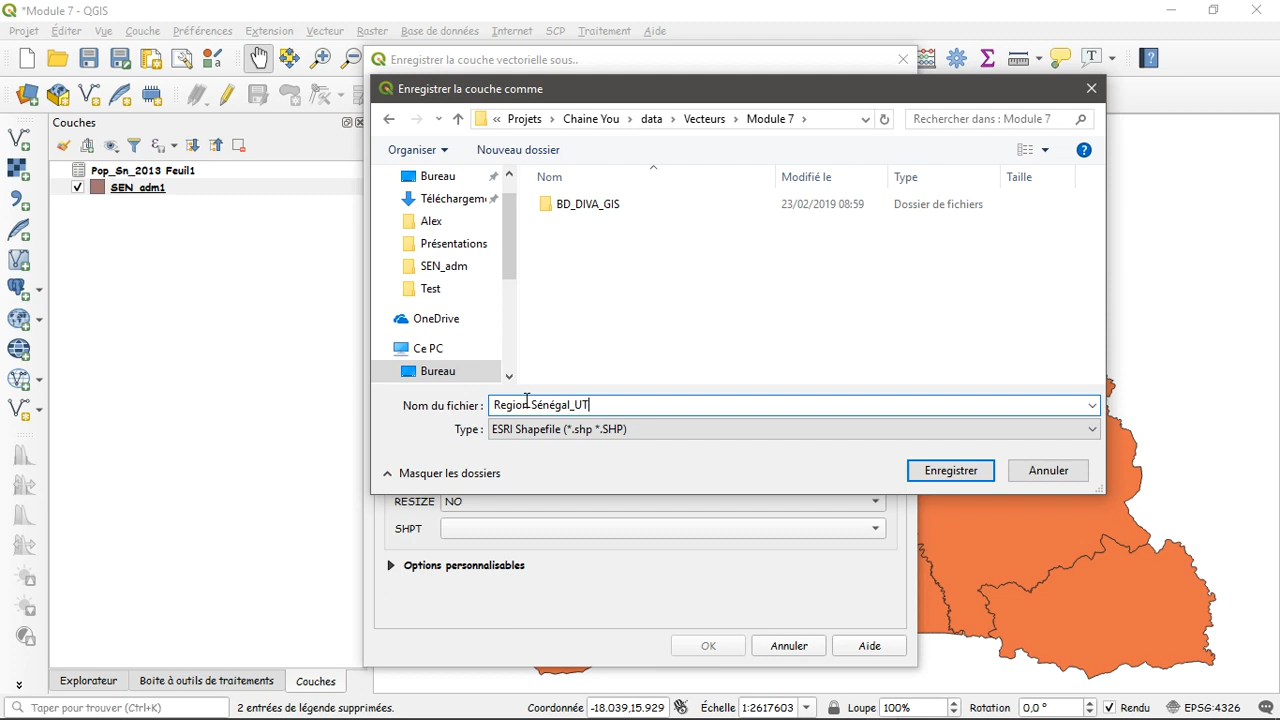 *Module 7 - QGIS
Projet Éditer Vue Couche Préférences Extension Vecteur Raster Base de données Internet SCP Traitement Aide
Enregistrer la couche vectorielle sous..
Enregistrer la couche comme
« Projets > Chaine You > data > Vecteurs > Module 7 >
Rechercher dans : Module 7
Organiser Nouveau dossier
Couches
Pop_Sn_2013 Feuil1
SEN_adm1
Bureau
Téléchargem
Alex
Présentations
SEN_adm
Test
OneDrive
Ce PC
Bureau
Nom Modifié le Type Taille
BD_DIVA_GIS 23/02/2019 08:59 Dossier de fichiers
Nom du fichier : Region Sénégal_UT
Type : ESRI Shapefile (*.shp *.SHP)
Masquer les dossiers
Enregistrer Annuler
RESIZE NO
SHPT
Options personnalisables
OK Annuler Aide
Explorateur Boite à outils de traitements Couches
Taper pour trouver (Ctrl+K) 2 entrées de légende supprimées. Coordonnée -18.039,15.929 Échelle 1:2617603 Loupe 100% Rotation 0,0 ° Rendu EPSG:4326